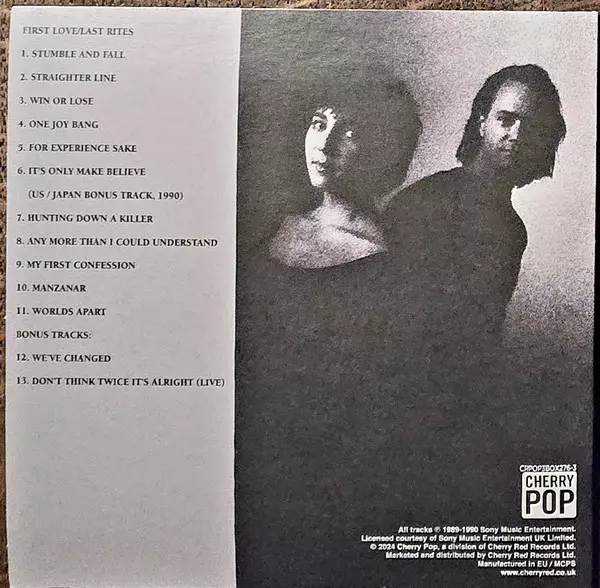 FIRST LOVE/LAST RITES
1. STUMBLE AND FALL
2. STRAIGHTER LINE
3. WIN OR LOSE
4. ONE JOY BANG
5. FOR EXPERIENCE SAKE
6. IT'S ONLY MAKE BELIEVE
(US / JAPAN BONUS TRACK, 1990)
7. HUNTING DOWN A KILLER
8. ANY MORE THAN I COULD UNDERSTAND
9. MY FIRST CONFESSION
10. MANZANAR
11. WORLDS APART
BONUS TRACKS:
12. WE'VE CHANGED
13. DON'T THINK TWICE IT'S ALRIGHT (LIVE)
CRPOP3BOX276-3
CHERRY
POP
All tracks ℗ 1989-1990 Sony Music Entertainment.
Licensed courtesy of Sony Music Entertainment UK Limited.
© 2024 Cherry Pop, a division of Cherry Red Records Ltd.
Marketed and distributed by Cherry Red Records Ltd.
Manufactured in EU / MCPS
www.cherryred.co.uk